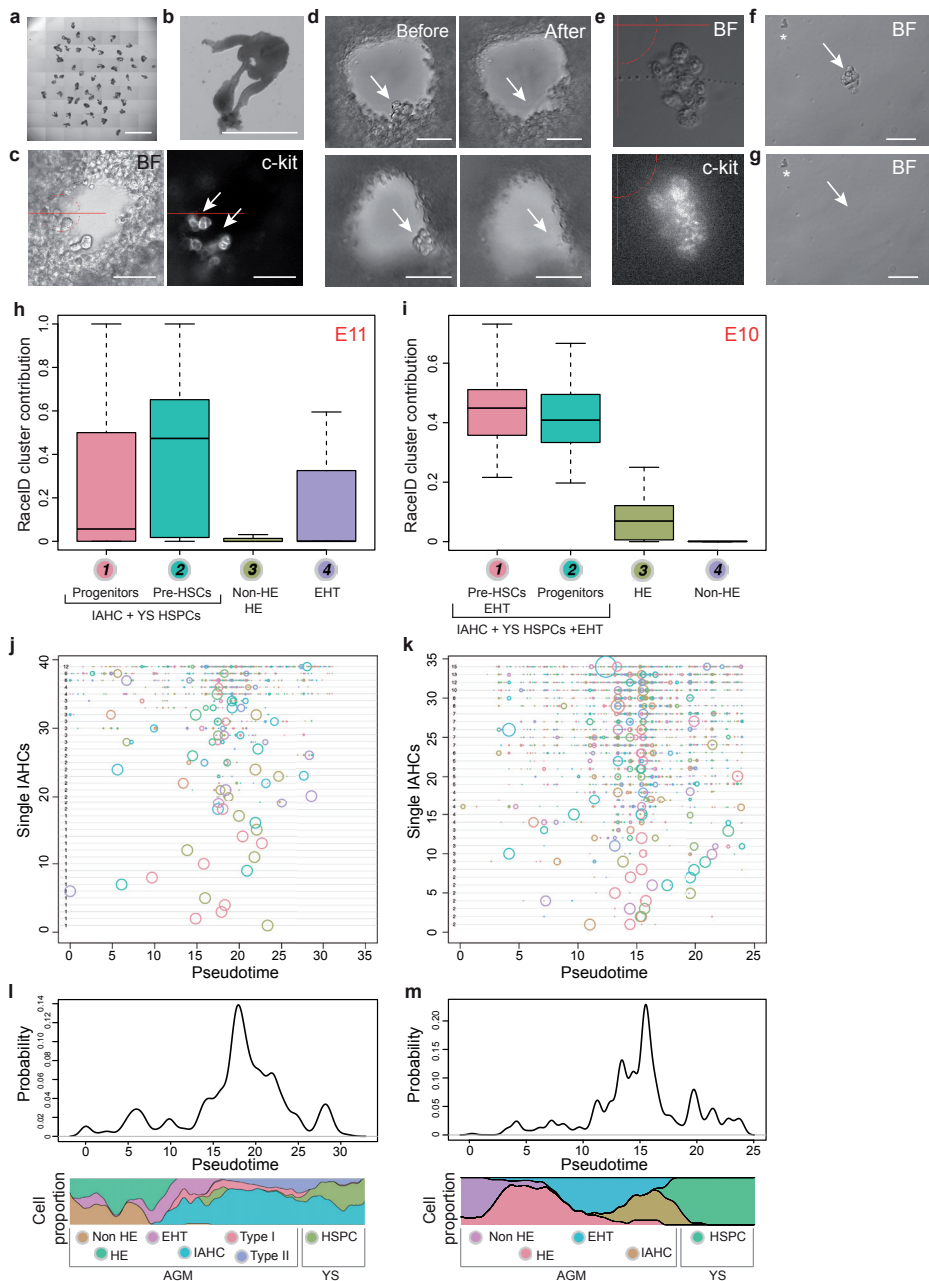 a
b
d
Before
After
e
BF
f
BF
*
c
BF
c-kit
c-kit
g
BF
*
h
E11
RaceID cluster contribution
1.0
0.8
0.6
0.4
0.2
0
1
2
3
4
Progenitors
Pre-HSCs
Non-HE
HE
EHT
IAHC + YS HSPCs
i
E10
RaceID cluster contribution
0.6
0.4
0.2
0
1
2
3
4
Pre-HSCs
EHT
Progenitors
HE
Non-HE
IAHC + YS HSPCs +EHT
j
Single IAHCs
40
30
20
10
0
0 5 10 15 20 25 30 35
Pseudotime
k
Single IAHCs
35
30
25
20
15
10
5
0
0 5 10 15 20 25
Pseudotime
l
Probability
0.14
0.12
0.10
0.08
0.06
0.04
0.02
0
0 5 10 15 20 25 30
Pseudotime
Cell
proportion
Non HE
EHT
Type I
HSPC
HE
IAHC
Type II
AGM
YS
m
Probability
0.20
0.15
0.10
0.05
0
0 5 10 15 20 25
Pseudotime
Cell
proportion
Non HE
EHT
HSPC
HE
IAHC
AGM
YS